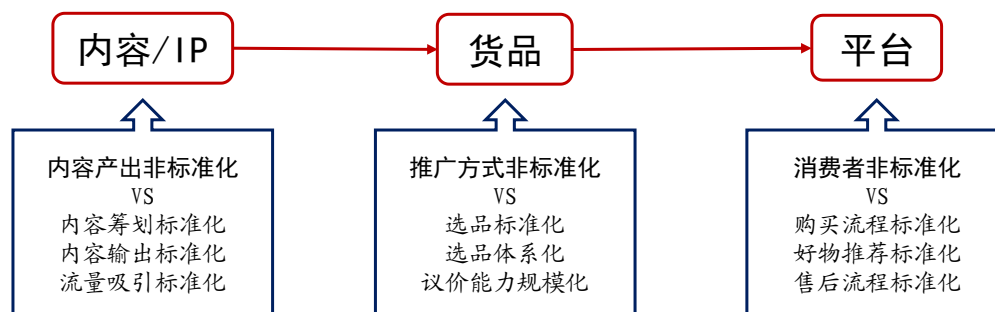 内容/IP
货品
平台
内容产出非标准化
VS
内容筹划标准化
内容输出标准化
流量吸引标准化
推广方式非标准化
VS
选品标准化
选品体系化
议价能力规模化
消费者非标准化
VS
购买流程标准化
好物推荐标准化
售后流程标准化